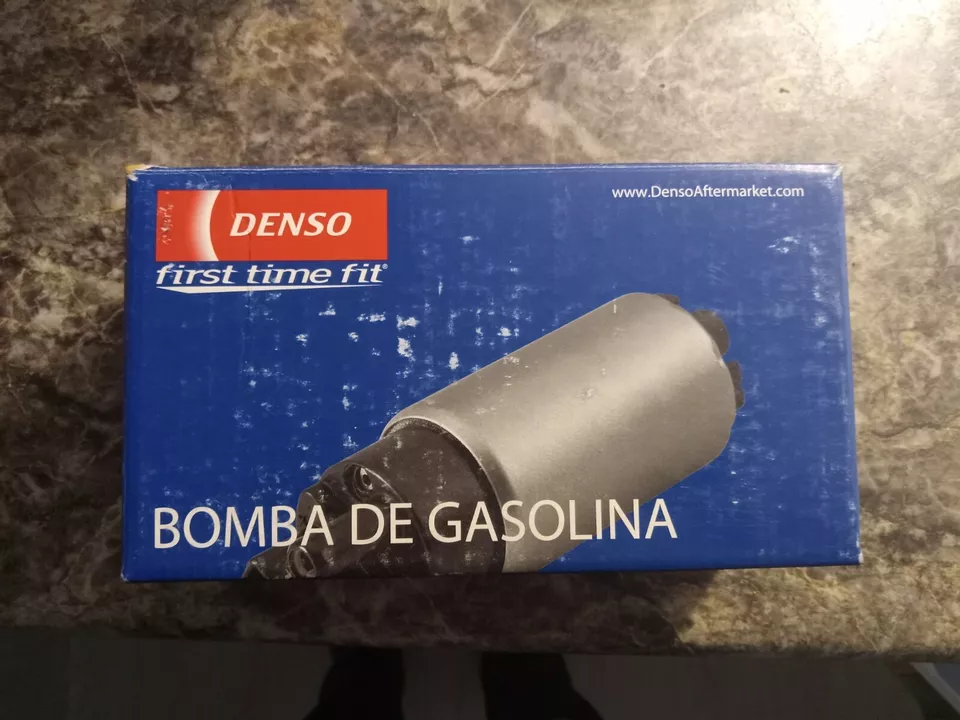 DENSO
first time fit®
www.DensoAftermarket.com
BOMBA DE GASOLINA